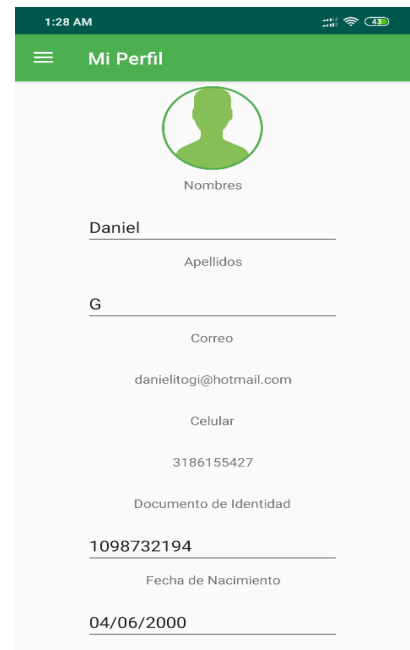 1:28 AM
43
Mi Perfil
Nombres
Daniel
Apellidos
G
Correo
danielitogi@hotmail.com
Celular
3186155427
Documento de Identidad
1098732194
Fecha de Nacimiento
04/06/2000